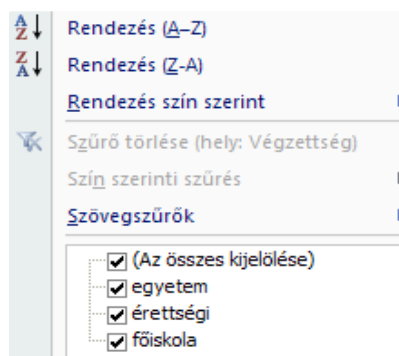 Rendezés (A–Z)
Rendezés (Z-A)
Rendezés szín szerint
Szűrő törlése (hely: Végzettség)
Szín szerinti szűrés
Szövegszűrők
(Az összes kijelölése)
egyetem
érettségi
főiskola